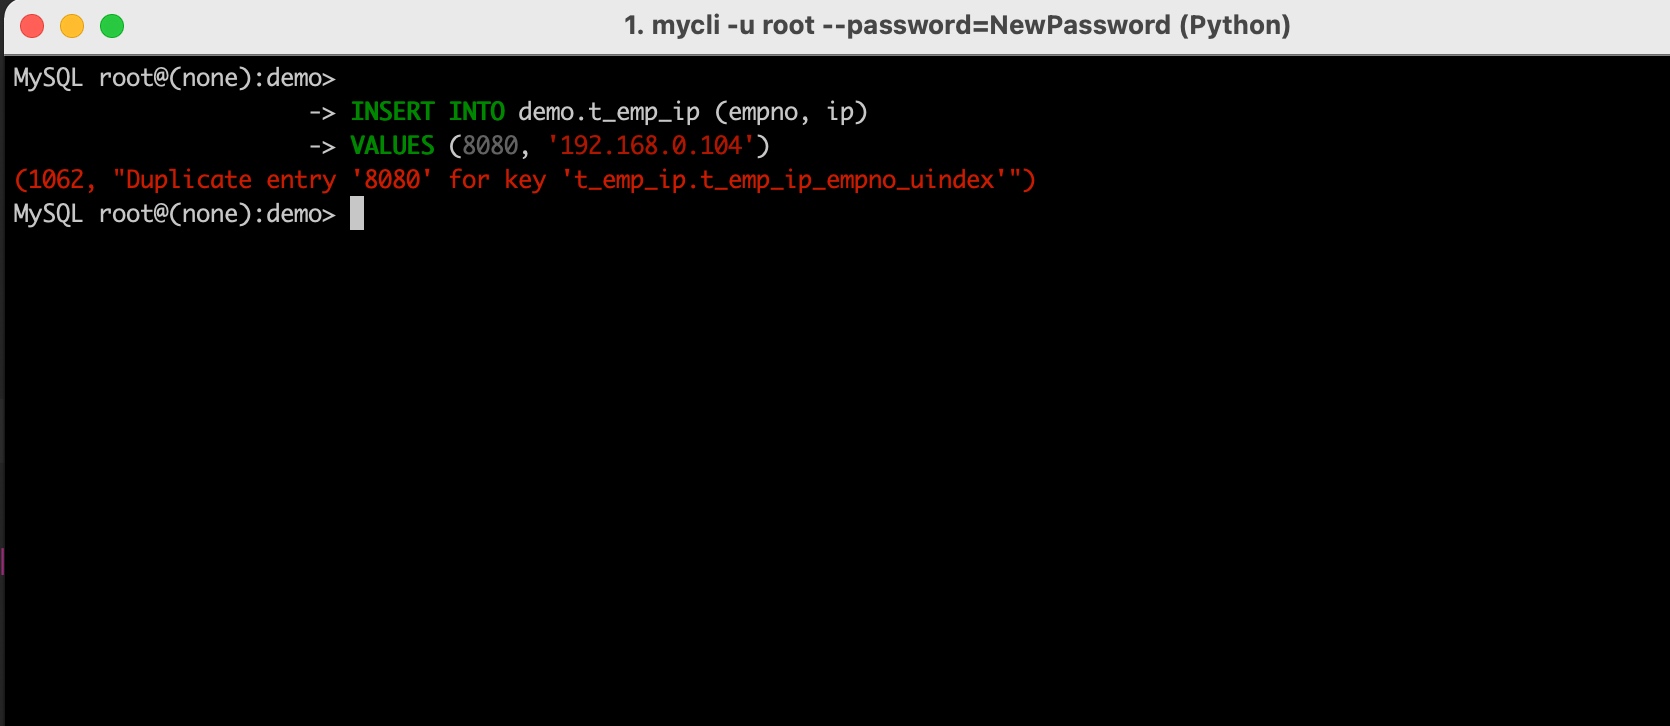 1. mycli -u root --password=NewPassword (Python)
MySQL root@(none):demo>
-> INSERT INTO demo.t_emp_ip (empno, ip)
-> VALUES (8080, '192.168.0.104')
(1062, "Duplicate entry '8080' for key 't_emp_ip.t_emp_ip_empno_uindex'")
MySQL root@(none):demo>